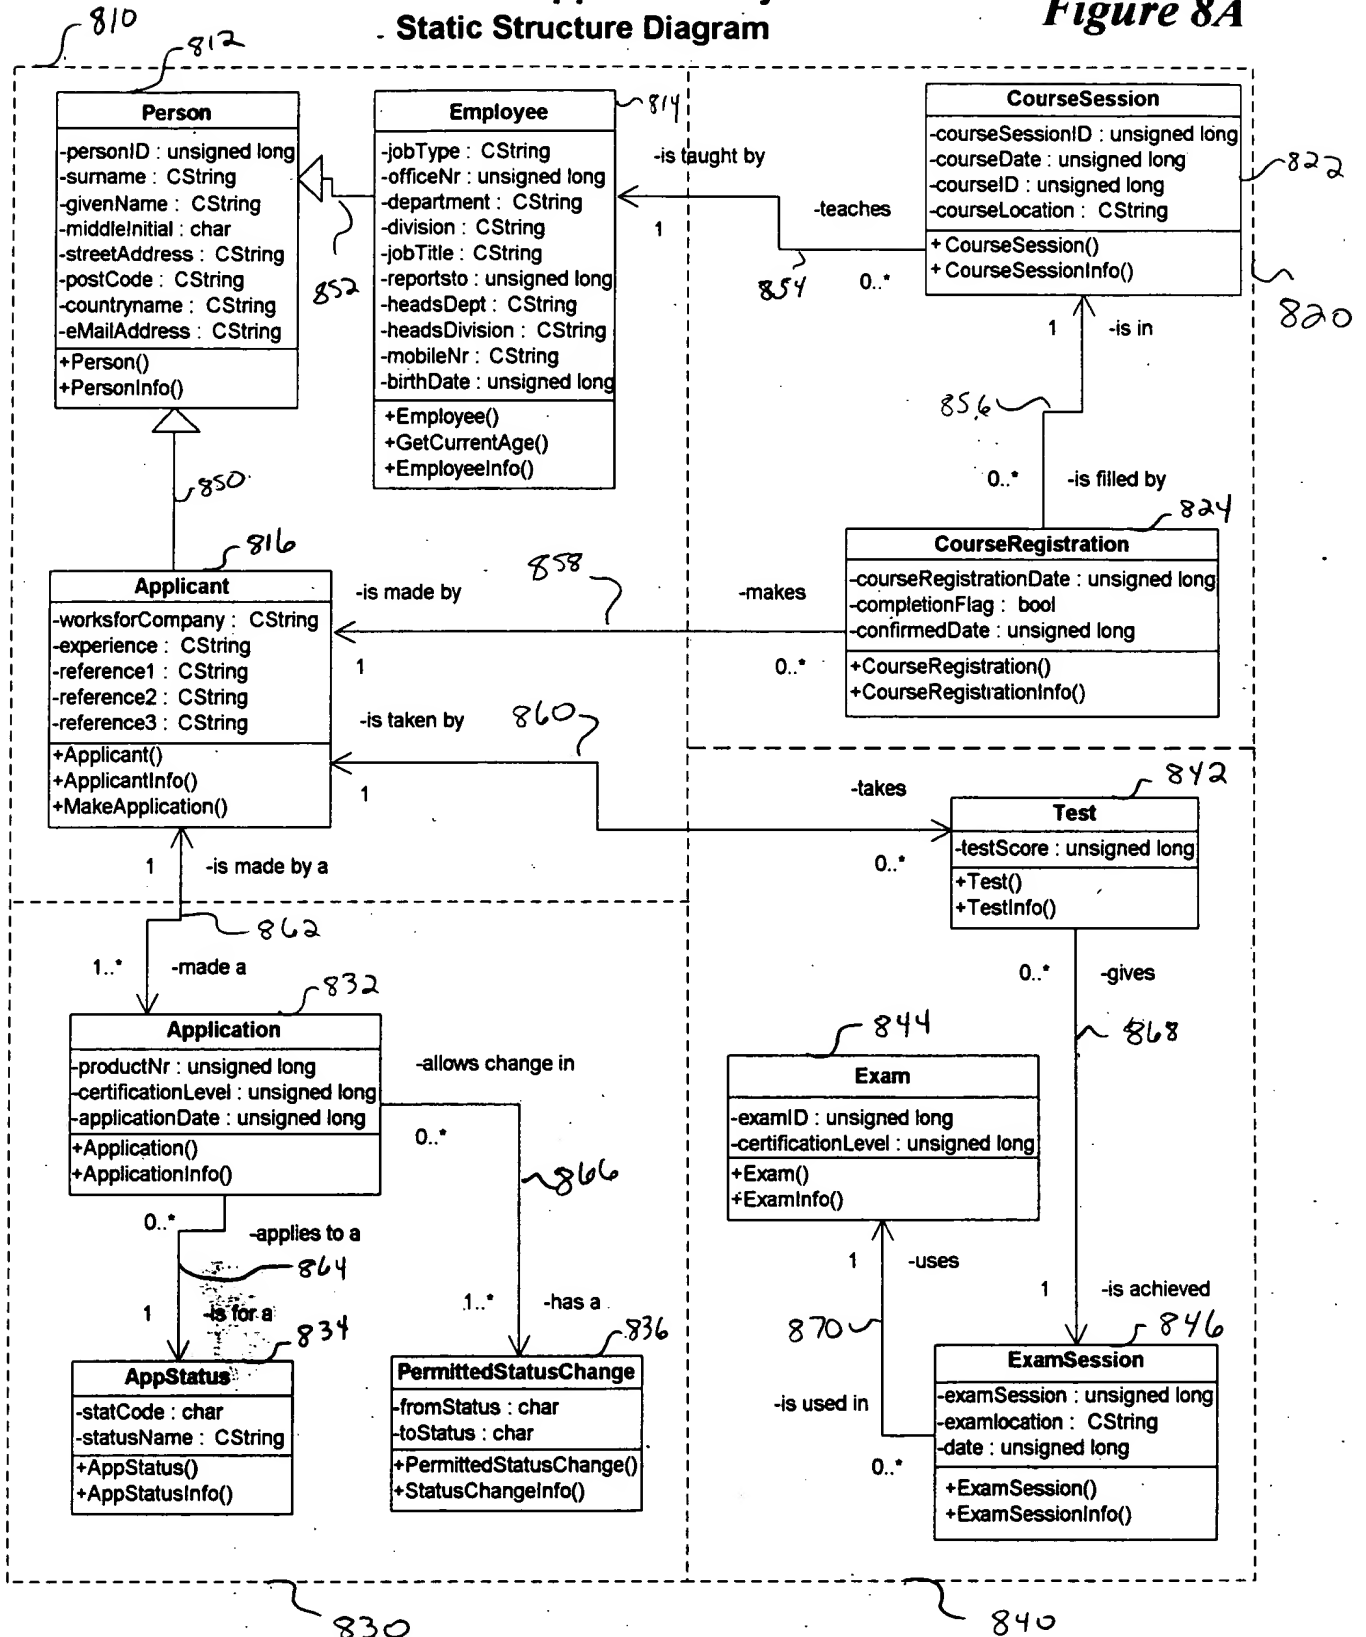 Static Structure Diagram
Figure 8A
810
812
Person
-personID : unsigned long
-surname : CString
-givenName : CString
-middleInitial : char
-streetAddress : CString
-postCode : CString
-countryname : CString
-eMailAddress : CString
+Person()
+PersonInfo()
Employee
814
-jobType : CString
-officeNr : unsigned long
-department : CString
-division : CString
-jobTitle : CString
-reportsto : unsigned long
-headsDept : CString
-headsDivision : CString
-mobileNr : CString
-birthDate : unsigned long
+Employee()
+GetCurrentAge()
+EmployeeInfo()
852
-is taught by
1
-teaches
854
0..*
CourseSession
-courseSessionID : unsigned long
-courseDate : unsigned long
-courseID : unsigned long
-courseLocation : CString
+ CourseSession()
+ CourseSessionInfo()
822
820
1
-is in
856
0..*
-is filled by
824
850
816
Applicant
-worksforCompany : CString
-experience : CString
-reference1 : CString
-reference2 : CString
-reference3 : CString
+Applicant()
+ApplicantInfo()
+MakeApplication()
858
-is made by
1
-makes
0..*
CourseRegistration
-courseRegistrationDate : unsigned long
-completionFlag : bool
-confirmedDate : unsigned long
+CourseRegistration()
+CourseRegistrationInfo()
-is taken by
860
1
-takes
0..*
842
Test
-testScore : unsigned long
+Test()
+TestInfo()
1
-is made by a
862
1..*
-made a
832
Application
-productNr : unsigned long
-certificationLevel : unsigned long
-applicationDate : unsigned long
+Application()
+ApplicationInfo()
-allows change in
0..*
866
0..*
-gives
868
844
Exam
-examID : unsigned long
-certificationLevel : unsigned long
+Exam()
+ExamInfo()
0..*
-applies to a
864
1
-is for a
834
1..*
-has a
836
1
-uses
870
-is used in
0..*
1
-is achieved
846
AppStatus
-statCode : char
-statusName : CString
+AppStatus()
+AppStatusInfo()
PermittedStatusChange
-fromStatus : char
-toStatus : char
+PermittedStatusChange()
+StatusChangeInfo()
ExamSession
-examSession : unsigned long
-examlocation : CString
-date : unsigned long
+ExamSession()
+ExamSessionInfo()
830
840